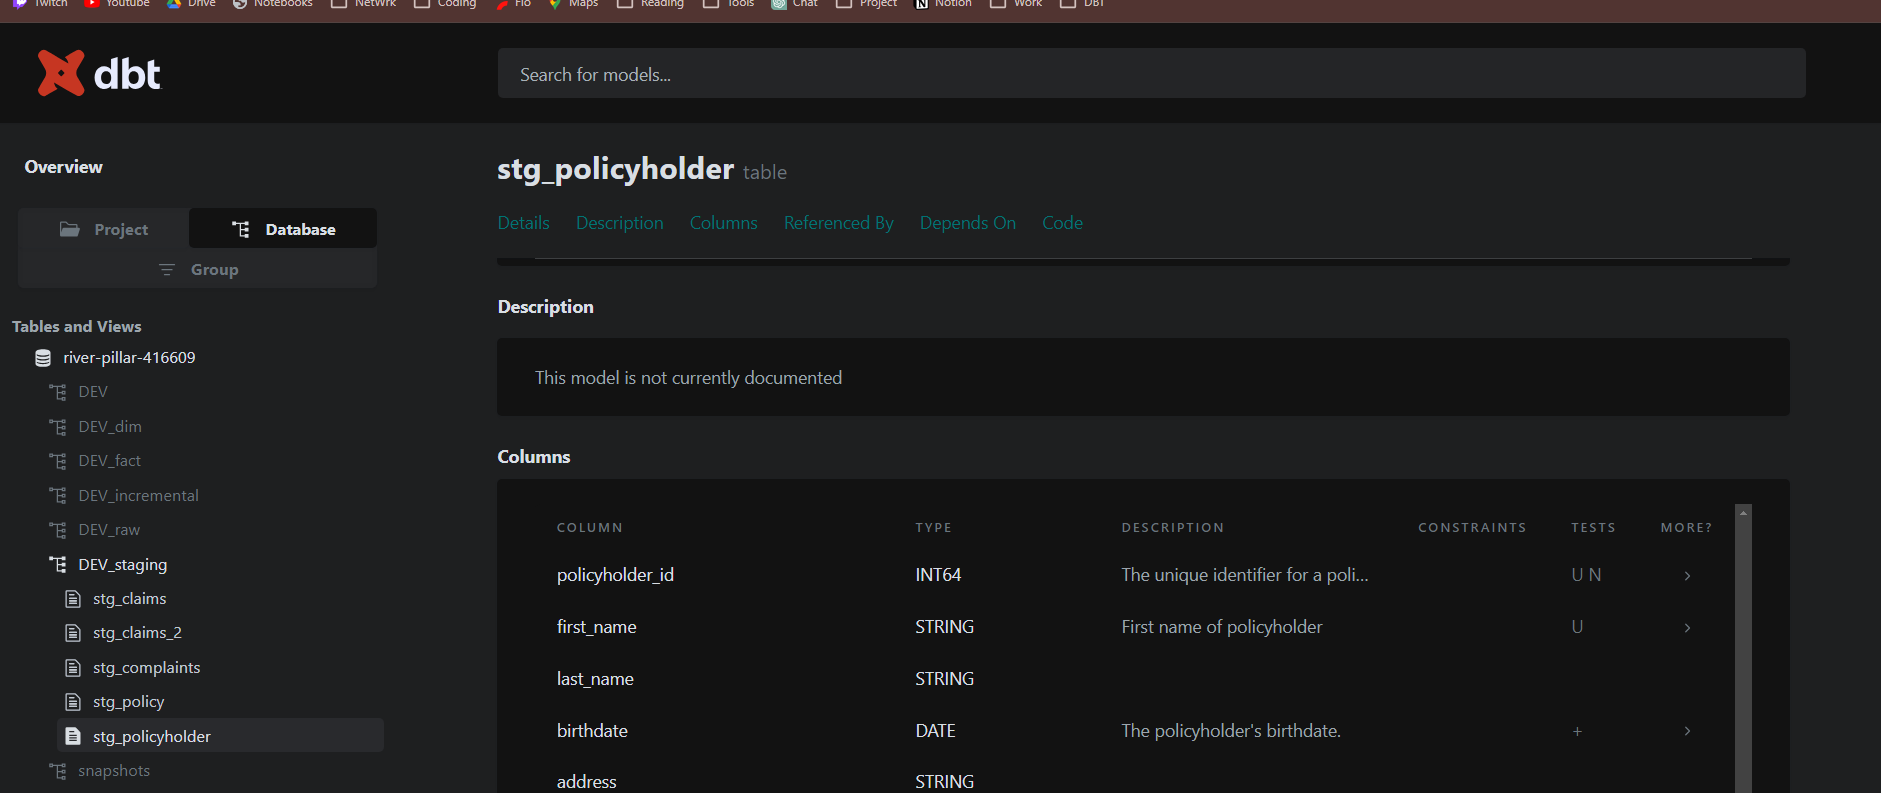 Twitch Youtube Drive Notebooks NetWrk Coding Flo Maps Reading Tools Chat Project Notion Work DBT
dbt
Search for models...
Overview
Project Database
Group
Tables and Views
river-pillar-416609
DEV
DEV_dim
DEV_fact
DEV_incremental
DEV_raw
DEV_staging
stg_claims
stg_claims_2
stg_complaints
stg_policy
stg_policyholder
snapshots
stg_policyholder table
Details Description Columns Referenced By Depends On Code
Description
This model is not currently documented
Columns
COLUMN TYPE DESCRIPTION CONSTRAINTS TESTS MORE?
policyholder_id INT64 The unique identifier for a poli... U N >
first_name STRING First name of policyholder U >
last_name STRING
birthdate DATE The policyholder's birthdate. + >
address STRING